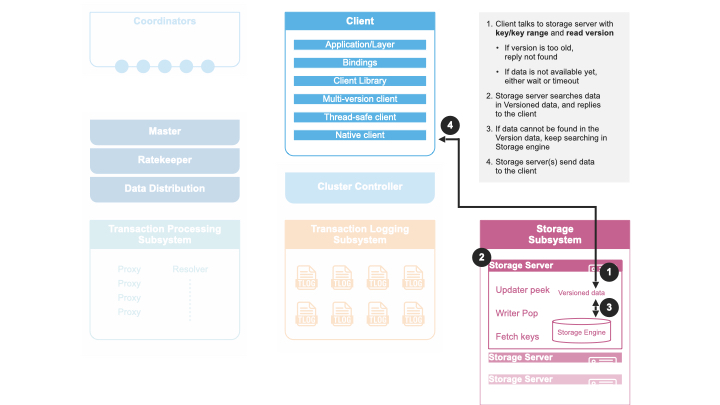 Coordinators
Client
Application/Layer
Bindings
Client Library
Multi-version client
Thread-safe client
Native client
1. Client talks to storage server with
key/key range and read version
• If version is too old,
reply not found
• If data is not available yet,
either wait or timeout
2. Storage server searches data
in Versioned data, and replies
to the client
3. If data cannot be found in the
Version data, keep searching in
Storage engine
4. Storage server(s) send data
to the client
4
Master
Ratekeeper
Data Distribution
Cluster Controller
Transaction Processing
Subsystem
Proxy
Resolver
Proxy
Proxy
Proxy
Transaction Logging
Subsystem
TLOG
TLOG
TLOG
TLOG
TLOG
TLOG
TLOG
TLOG
Storage
Subsystem
2
Storage Server
1
Updater peek
Versioned data
Writer Pop
3
Fetch keys
Storage Engine
Storage Server
Storage Server